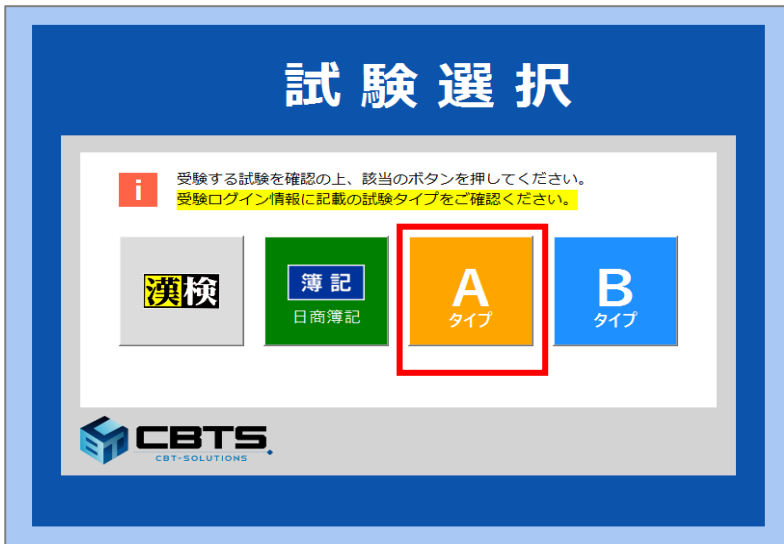 試験選択
i
受験する試験を確認の上、該当のボタンを押してください。
受験ログイン情報に記載の試験タイプをご確認ください。
漢検
簿記
日商簿記
A
タイプ
B
タイプ
CBT
CBTS
CBT-SOLUTIONS